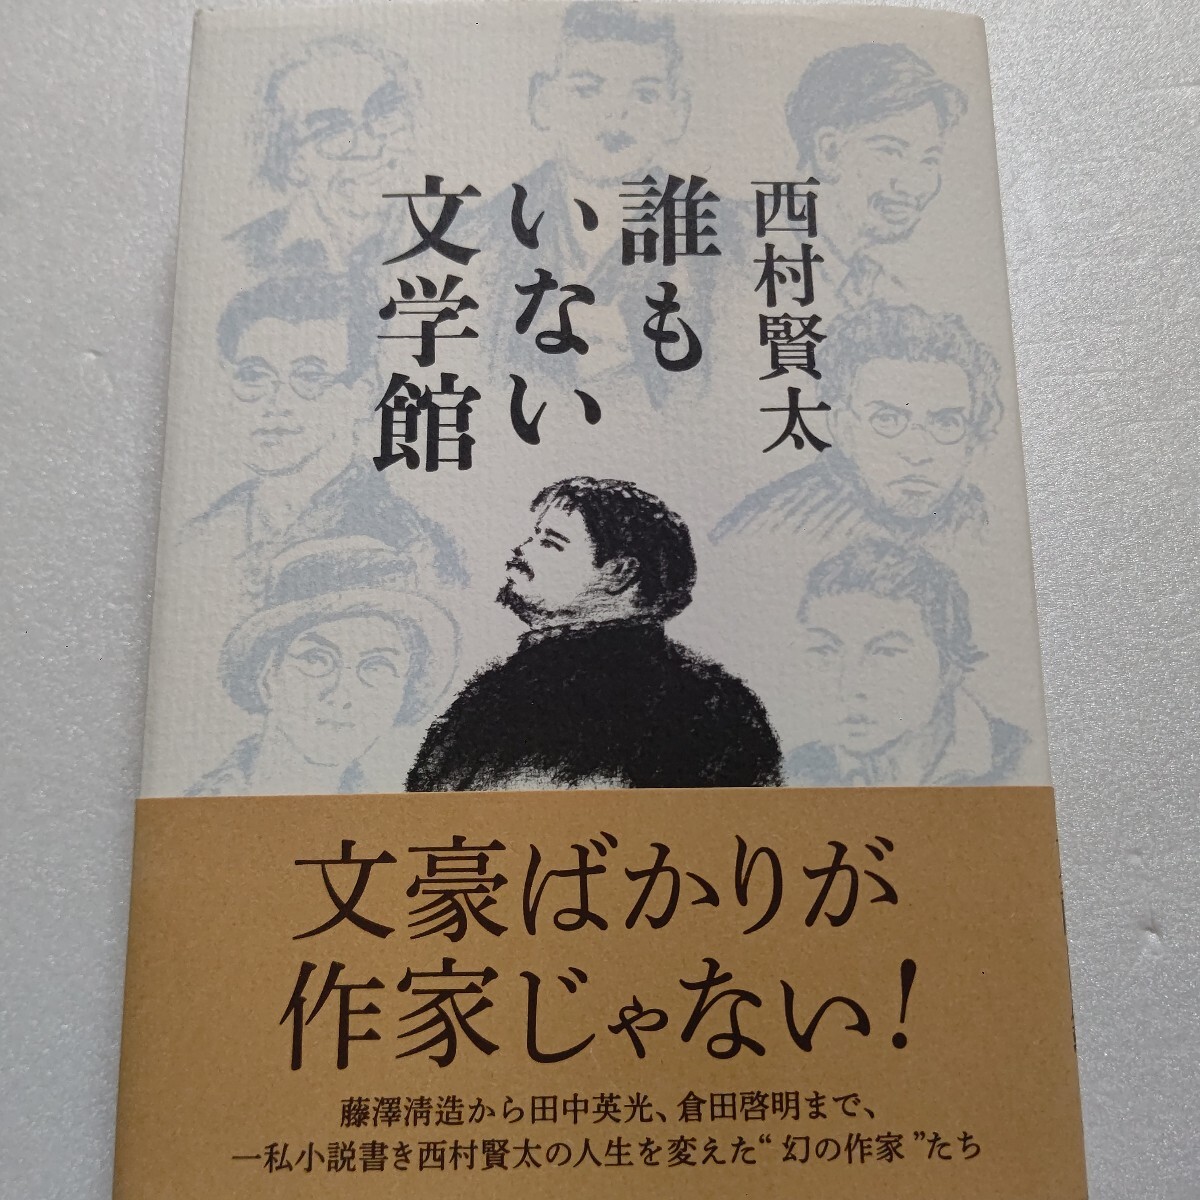 西村賢太
誰も
いない
文学館
文豪ばかりが
作家じゃない!
藤澤淸造から田中英光、倉田啓明まで、
一私小説書き西村賢太の人生を変えた“幻の作家”たち